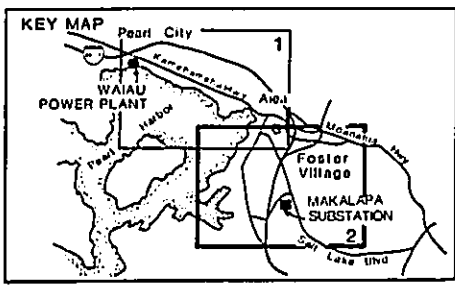 KEY MAP
Pearl City
1
Kamehameha Hwy
WAIAU
POWER PLANT
Pearl Harbor
Aiea
Moanalua Hwy
Foster
Village
MAKALAPA
SUBSTATION
2
Salt Lake Blvd